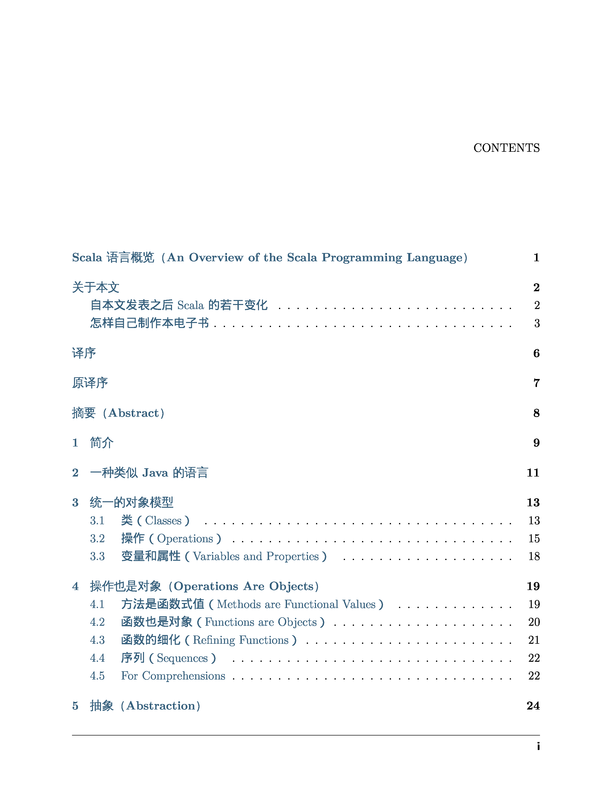 CONTENTS
Scala 语言概览（An Overview of the Scala Programming Language） 1
关于本文 2
自本文发表之后 Scala 的若干变化 . . . . . . . . . . . . . . . . . . . . . . . . . . 2
怎样自己制作本电子书 . . . . . . . . . . . . . . . . . . . . . . . . . . . . . . . . . 3
译序 6
原译序 7
摘要（Abstract） 8
1 简介 9
2 一种类似 Java 的语言 11
3 统一的对象模型 13
3.1 类（Classes） . . . . . . . . . . . . . . . . . . . . . . . . . . . . . . . . . . 13
3.2 操作（Operations） . . . . . . . . . . . . . . . . . . . . . . . . . . . . . . . 15
3.3 变量和属性（Variables and Properties） . . . . . . . . . . . . . . . . . . . 18
4 操作也是对象（Operations Are Objects） 19
4.1 方法是函数式值（Methods are Functional Values） . . . . . . . . . . . . . 19
4.2 函数也是对象（Functions are Objects） . . . . . . . . . . . . . . . . . . . . 20
4.3 函数的细化（Refining Functions） . . . . . . . . . . . . . . . . . . . . . . . 21
4.4 序列（Sequences） . . . . . . . . . . . . . . . . . . . . . . . . . . . . . . . 22
4.5 For Comprehensions . . . . . . . . . . . . . . . . . . . . . . . . . . . . . . . 22
5 抽象（Abstraction） 24
i